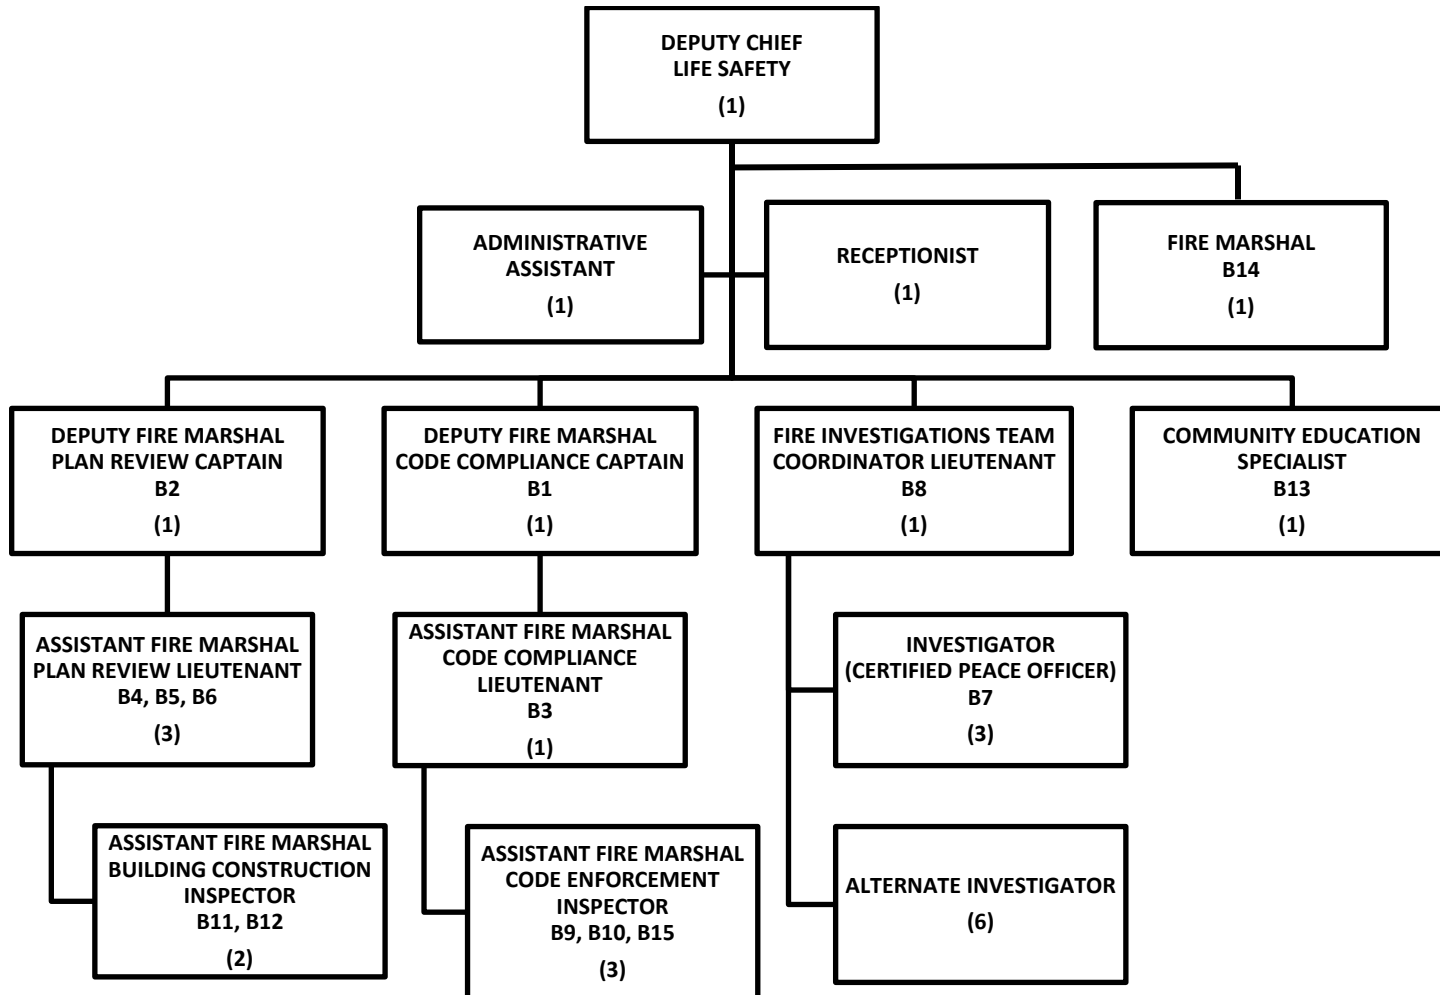 DEPUTY CHIEF
LIFE SAFETY
(1)
ADMINISTRATIVE
ASSISTANT
(1)
RECEPTIONIST
(1)
FIRE MARSHAL
B14
(1)
DEPUTY FIRE MARSHAL
PLAN REVIEW CAPTAIN
B2
(1)
DEPUTY FIRE MARSHAL
CODE COMPLIANCE CAPTAIN
B1
(1)
FIRE INVESTIGATIONS TEAM
COORDINATOR LIEUTENANT
B8
(1)
COMMUNITY EDUCATION
SPECIALIST
B13
(1)
ASSISTANT FIRE MARSHAL
PLAN REVIEW LIEUTENANT
B4, B5, B6
(3)
ASSISTANT FIRE MARSHAL
CODE COMPLIANCE
LIEUTENANT
B3
(1)
INVESTIGATOR
(CERTIFIED PEACE OFFICER)
B7
(3)
ASSISTANT FIRE MARSHAL
BUILDING CONSTRUCTION
INSPECTOR
B11, B12
(2)
ASSISTANT FIRE MARSHAL
CODE ENFORCEMENT
INSPECTOR
B9, B10, B15
(3)
ALTERNATE INVESTIGATOR
(6)